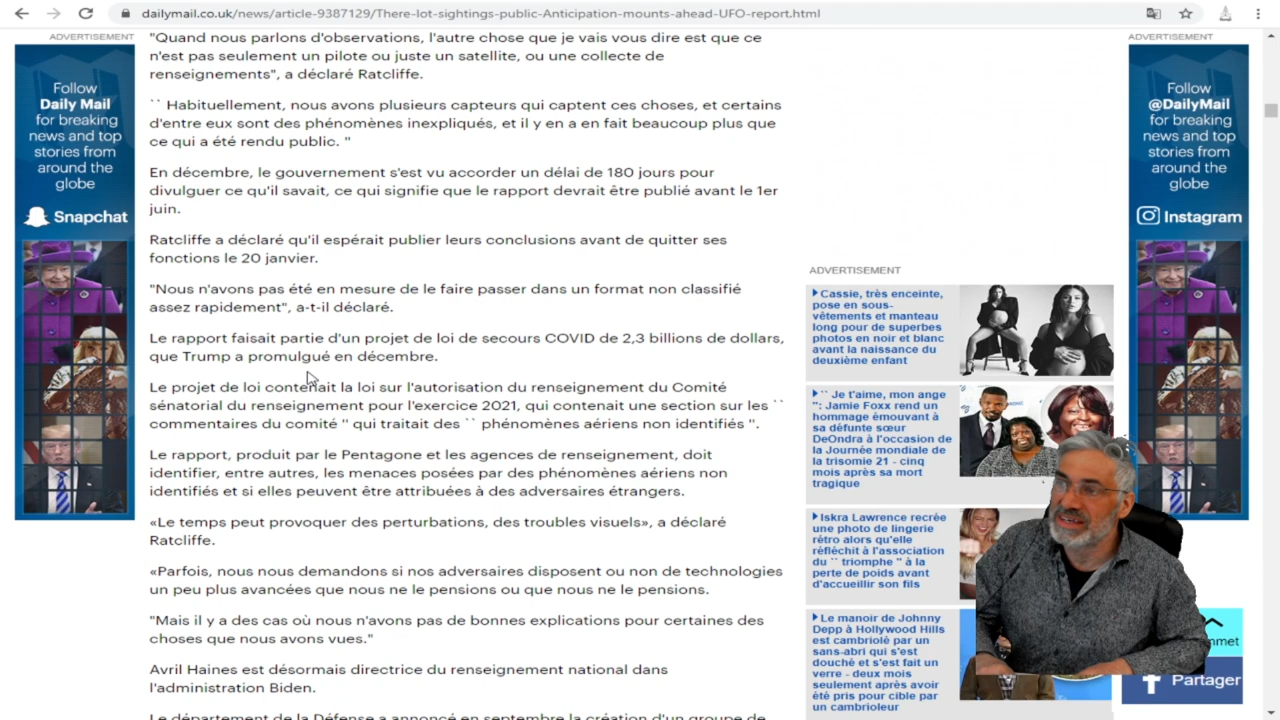 dailymail.co.uk/news/article-9387129/There-lot-sightings-public-Anticipation-mounts-ahead-UFO-report.html
ADVERTISEMENT
Follow
Daily Mail
for breaking
news and top
stories from
around the
globe
Snapchat
"Quand nous parlons d'observations, l'autre chose que je vais vous dire est que ce
n'est pas seulement un pilote ou juste un satellite, ou une collecte de
renseignements", a déclaré Ratcliffe.
`` Habituellement, nous avons plusieurs capteurs qui captent ces choses, et certains
d'entre eux sont des phénomènes inexpliqués, et il y en a en fait beaucoup plus que
ce qui a été rendu public. "
En décembre, le gouvernement s'est vu accorder un délai de 180 jours pour
divulguer ce qu'il savait, ce qui signifie que le rapport devrait être publié avant le 1er
juin.
Ratcliffe a déclaré qu'il espérait publier leurs conclusions avant de quitter ses
fonctions le 20 janvier.
"Nous n'avons pas été en mesure de le faire passer dans un format non classifié
assez rapidement", a-t-il déclaré.
Le rapport faisait partie d'un projet de loi de secours COVID de 2,3 billions de dollars,
que Trump a promulgué en décembre.
Le projet de loi contenait la loi sur l'autorisation du renseignement du Comité
sénatorial du renseignement pour l'exercice 2021, qui contenait une section sur les ``
commentaires du comité " qui traitait des `` phénomènes aériens non identifiés ".
Le rapport, produit par le Pentagone et les agences de renseignement, doit
identifier, entre autres, les menaces posées par des phénomènes aériens non
identifiés et si elles peuvent être attribuées à des adversaires étrangers.
«Le temps peut provoquer des perturbations, des troubles visuels», a déclaré
Ratcliffe.
«Parfois, nous nous demandons si nos adversaires disposent ou non de technologies
un peu plus avancées que nous ne le pensions ou que nous ne le pensions.
"Mais il y a des cas où nous n'avons pas de bonnes explications pour certaines des
choses que nous avons vues."
Avril Haines est désormais directrice du renseignement national dans
l'administration Biden.
Le département de la Défense a annoncé en septembre la création d'un groupe de
ADVERTISEMENT
Cassie, très enceinte,
pose en sous-
vêtements et manteau
long pour de superbes
photos en noir et blanc
avant la naissance du
deuxième enfant
`` Je t'aime, mon ange
": Jamie Foxx rend un
hommage émouvant à
sa défunte sœur
DeOndra à l'occasion de
la Journée mondiale de
la trisomie 21 - cinq
mois après sa mort
tragique
Iskra Lawrence recrée
une photo de lingerie
rétro alors qu'elle
réfléchit à l'association
du `` triomphe " à la
perte de poids avant
d'accueillir son fils
Le manoir de Johnny
Depp à Hollywood Hills
est cambriolé par un
sans-abri qui s'est
douché et s'est fait un
verre - deux mois
seulement après avoir
été pris pour cible par
un cambrioleur
ADVERTISEMENT
Follow
@DailyMail
for breaking
news and top
stories from
around the
globe
Instagram
mmet
Partager